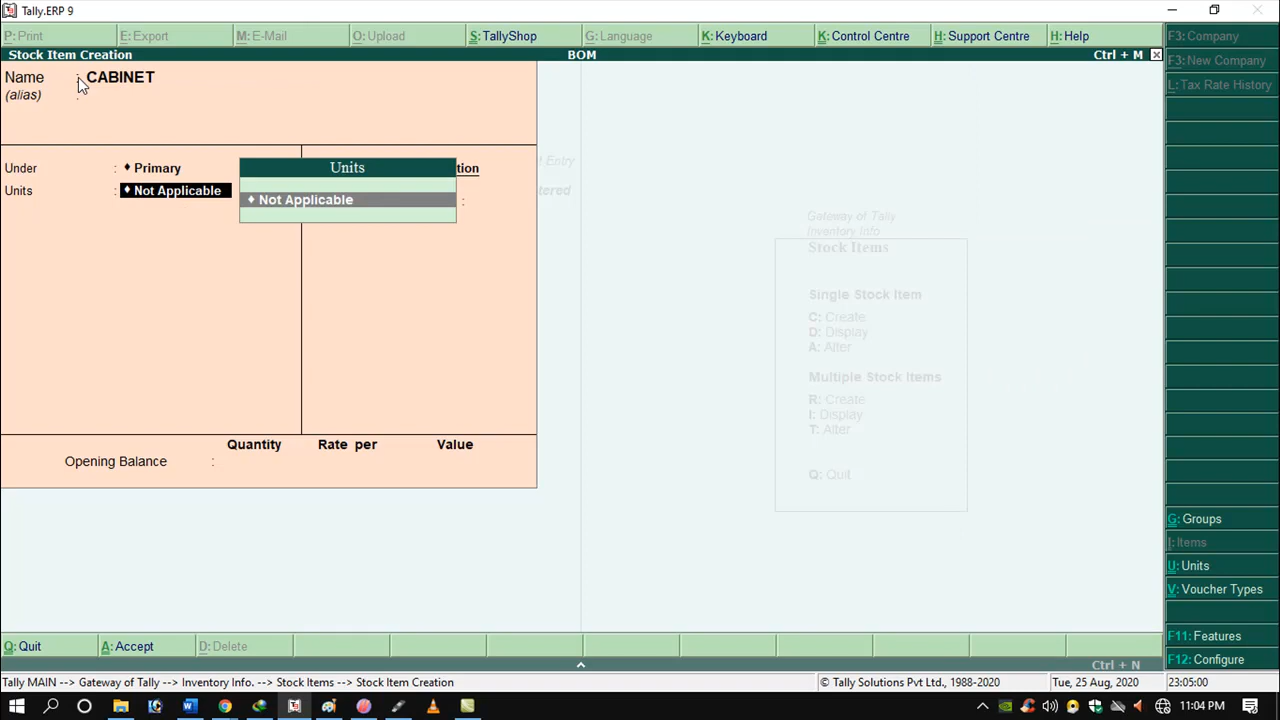 Tally.ERP 9
P: Print E: Export M: E-Mail O: Upload S: TallyShop G: Language K: Keyboard K: Control Centre H: Support Centre H: Help
Stock Item Creation BOM Ctrl + M
Name : CABINET
(alias) :
Under : ♦ Primary
Units : ♦ Not Applicable
Units
♦ Not Applicable
tion
:
Quantity Rate per Value
Opening Balance :
t Entry
tered
Gateway of Tally
Inventory Info
Stock Items
Single Stock Item
C: Create
D: Display
A: Alter
Multiple Stock Items
R: Create
I: Display
T: Alter
Q: Quit
F3: Company
F3: New Company
L: Tax Rate History
G: Groups
I: Items
U: Units
V: Voucher Types
F11: Features
F12: Configure
Q: Quit A: Accept D: Delete
Ctrl + N
Tally MAIN --> Gateway of Tally --> Inventory Info. --> Stock Items --> Stock Item Creation © Tally Solutions Pvt Ltd., 1988-2020 Tue, 25 Aug, 2020 23:05:00
11:04 PM